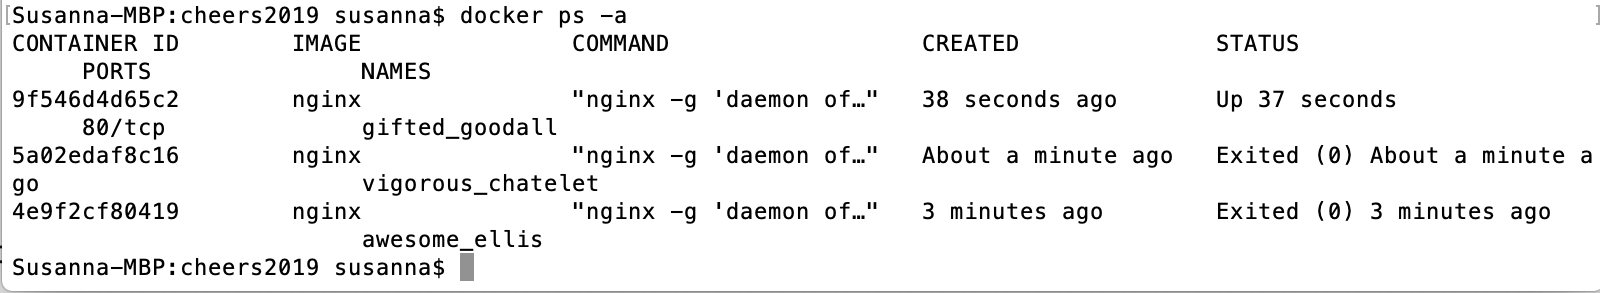 Susanna-MBP:cheers2019 susanna$ docker ps -a
CONTAINER ID        IMAGE               COMMAND                  CREATED              STATUS
     PORTS               NAMES
9f546d4d65c2        nginx               "nginx -g 'daemon of…"   38 seconds ago       Up 37 seconds
     80/tcp              gifted_goodall
5a02edaf8c16        nginx               "nginx -g 'daemon of…"   About a minute ago   Exited (0) About a minute a
go                       vigorous_chatelet
4e9f2cf80419        nginx               "nginx -g 'daemon of…"   3 minutes ago        Exited (0) 3 minutes ago
                         awesome_ellis
Susanna-MBP:cheers2019 susanna$